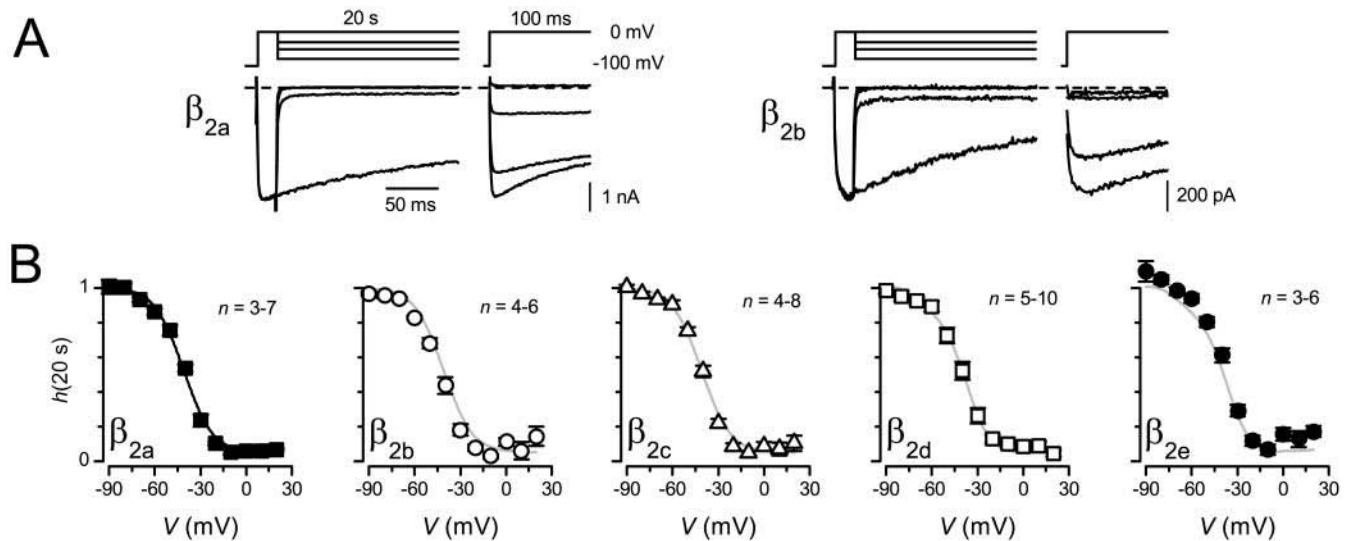 A
20 s
100 ms
0 mV
-100 mV
β2a
50 ms
1 nA
β2b
200 pA
B
h(20 s)
1
0
n = 3-7
β2a
-90 -60 -30 0 30
V (mV)
n = 4-6
β2b
-90 -60 -30 0 30
V (mV)
n = 4-8
β2c
-90 -60 -30 0 30
V (mV)
n = 5-10
β2d
-90 -60 -30 0 30
V (mV)
n = 3-6
β2e
-90 -60 -30 0 30
V (mV)